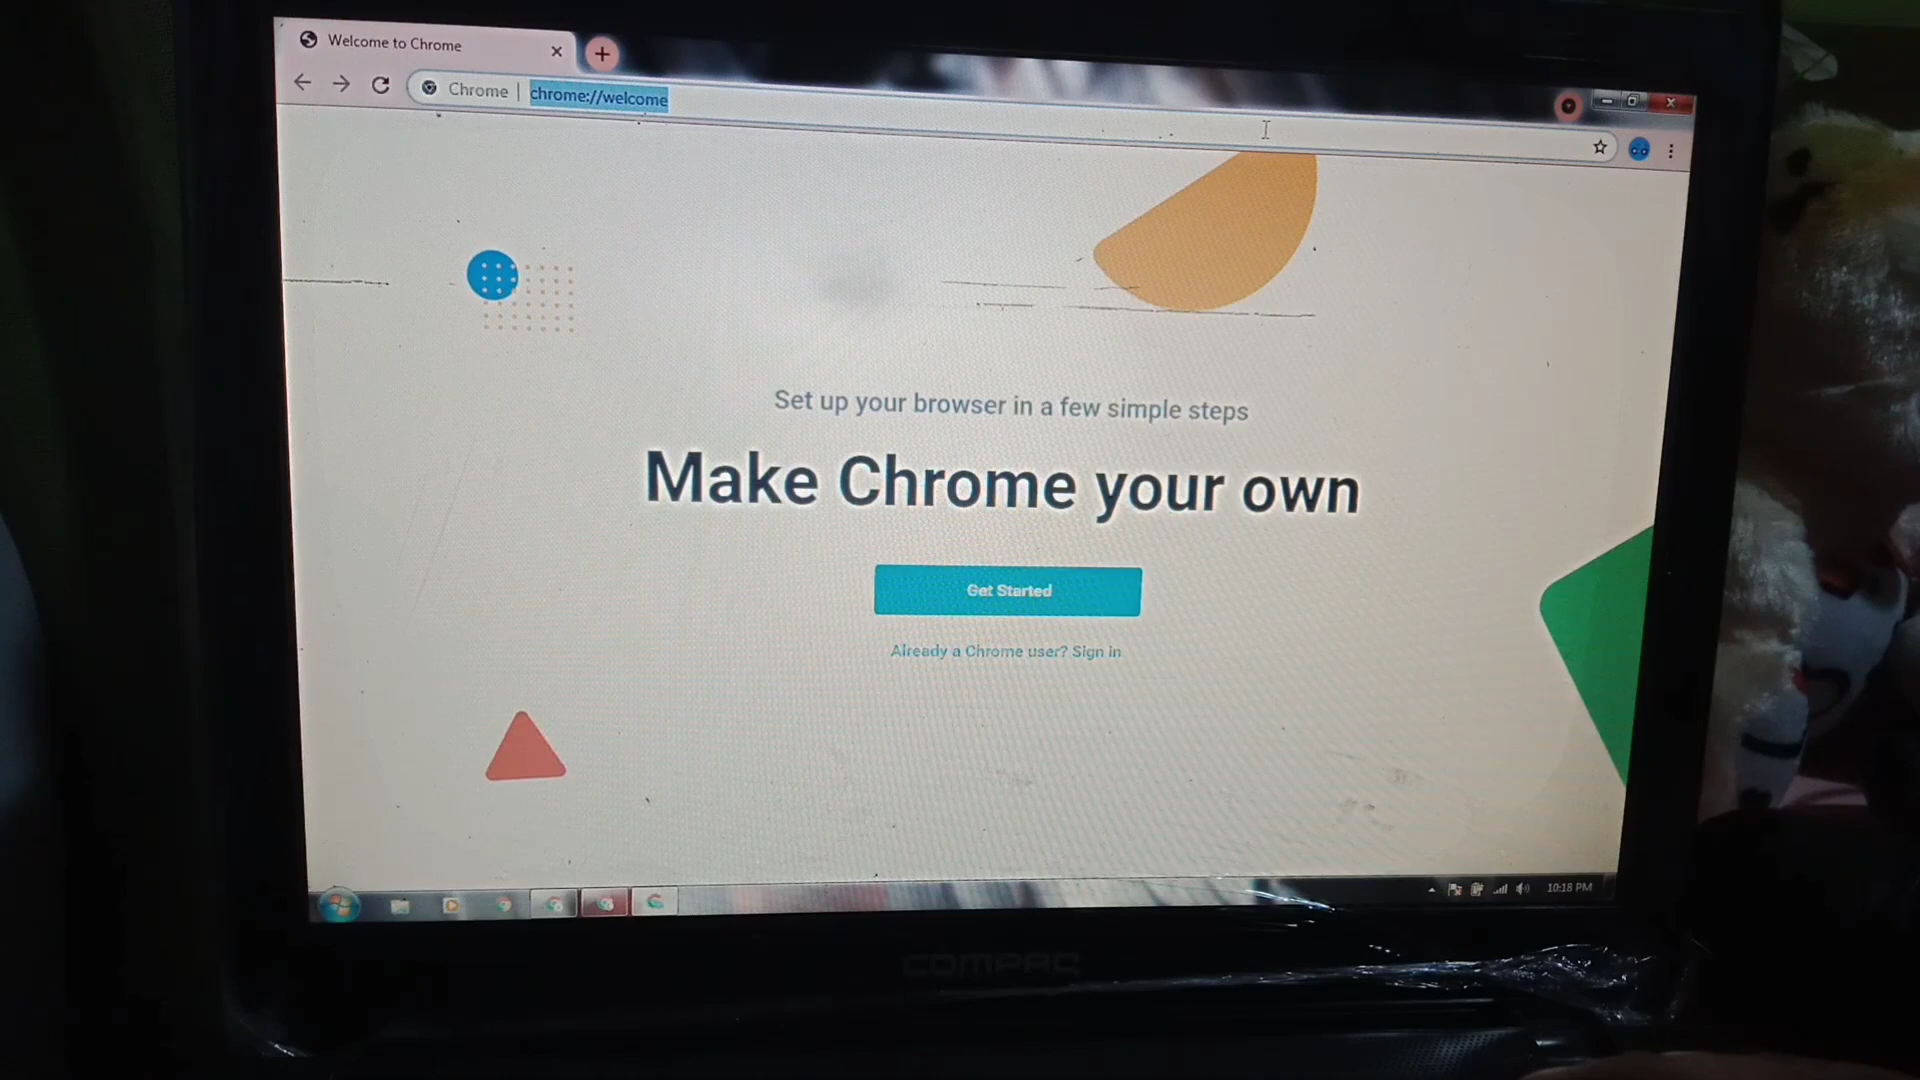 Welcome to Chrome
Chrome | chrome://welcome
Set up your browser in a few simple steps
Make Chrome your own
Get Started
Already a Chrome user? Sign in
10:18 PM
COMPAQ